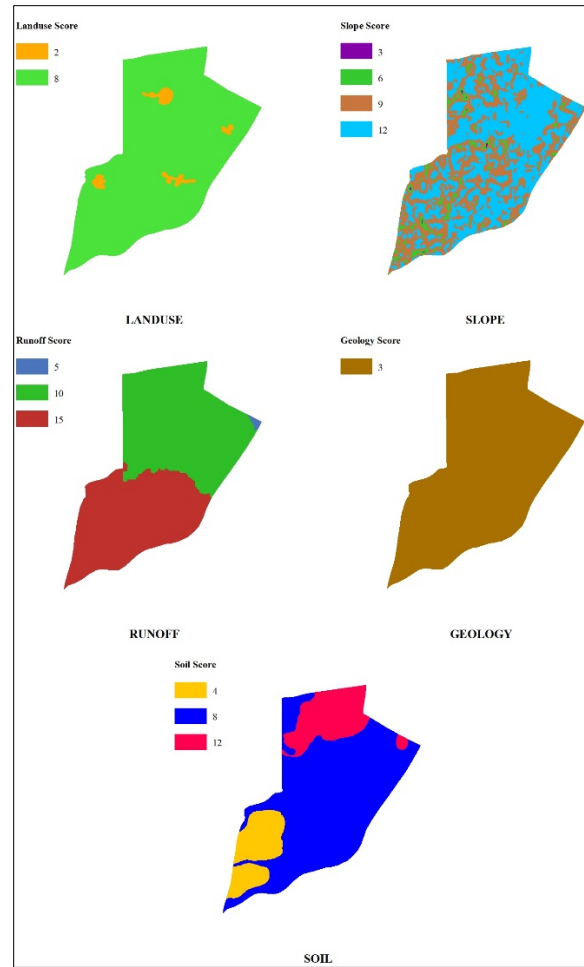 Landuse Score
2
8
LANDUSE
Slope Score
3
6
9
12
SLOPE
Runoff Score
5
10
15
RUNOFF
Geology Score
3
GEOLOGY
Soil Score
4
8
12
SOIL